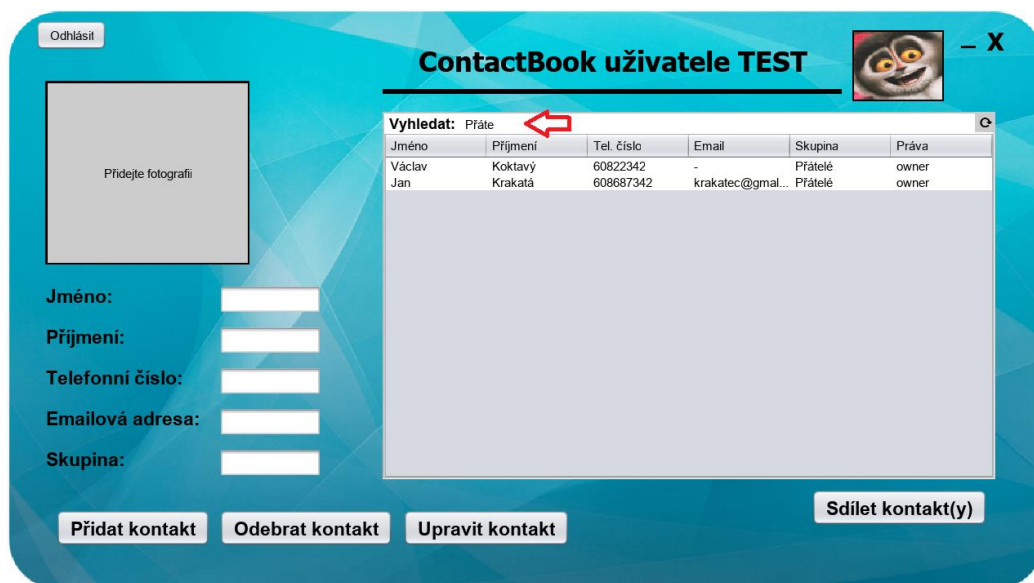 Odhlásit
ContactBook uživatele TEST
– X
Přidejte fotografii
Vyhledat: Přáte
Jméno Příjmení Tel. číslo Email Skupina Práva
Václav Koktavý 60822342 - Přátelé owner
Jan Krakatá 608687342 krakatec@gmal... Přátelé owner
Jméno:
Příjmení:
Telefonní číslo:
Emailová adresa:
Skupina:
Sdílet kontakt(y)
Přidat kontakt Odebrat kontakt Upravit kontakt